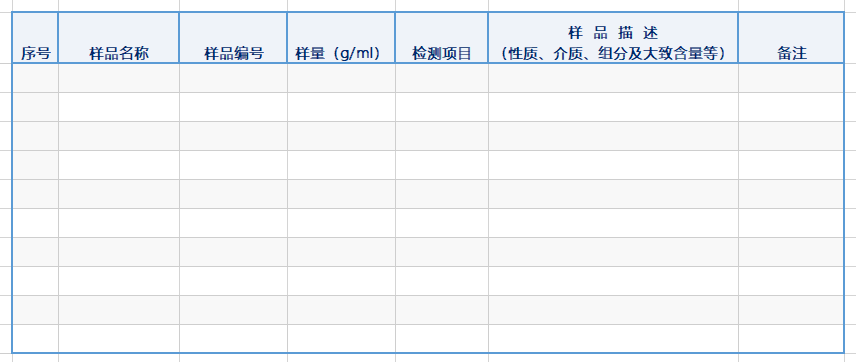 序号
样品名称
样品编号
样量（g/ml）
检测项目
样 品 描 述
（性质、介质、组分及大致含量等）
备注